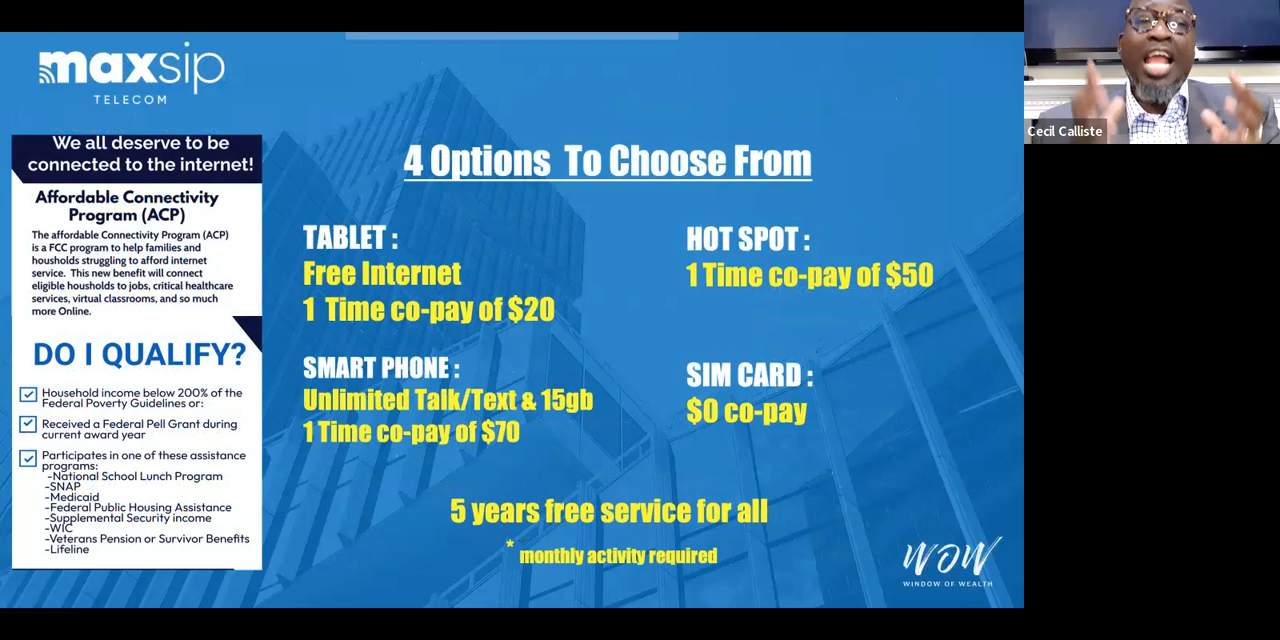 maxsip
TELECOM
We all deserve to be
connected to the internet!
Affordable Connectivity
Program (ACP)
The affordable Connectivity Program (ACP)
is a FCC program to help families and
housholds struggling to afford internet
service. This new benefit will connect
eligible housholds to jobs, critical healthcare
services, virtual classrooms, and so much
more Online.
DO I QUALIFY?
Household income below 200% of the
Federal Poverty Guidelines or:
Received a Federal Pell Grant during
current award year
Participates in one of these assistance
programs:
-National School Lunch Program
-SNAP
-Medicaid
-Federal Public Housing Assistance
-Supplemental Security income
-WIC
-Veterans Pension or Survivor Benefits
-Lifeline
4 Options To Choose From
TABLET :
Free Internet
1 Time co-pay of $20
SMART PHONE :
Unlimited Talk/Text & 15gb
1 Time co-pay of $70
HOT SPOT :
1 Time co-pay of $50
SIM CARD :
$0 co-pay
5 years free service for all
* monthly activity required
WOW
WINDOW OF WEALTH
Cecil Calliste